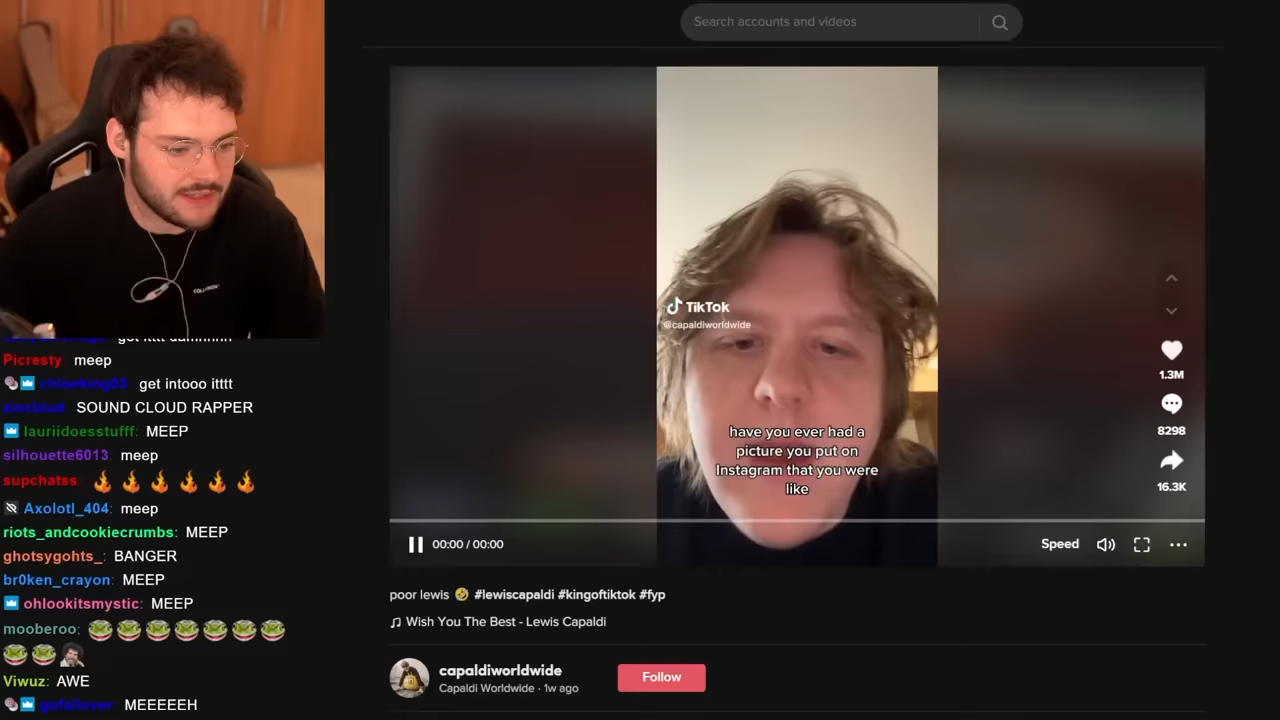 Search accounts and videos
TikTok
@capaldiworldwide
have you ever had a
picture you put on
Instagram that you were
like
1.3M
8298
16.3K
00:00 / 00:00
Speed
poor lewis 🤣 #lewiscapaldi #kingoftiktok #fyp
Wish You The Best - Lewis Capaldi
capaldiworldwide
Capaldi Worldwide · 1w ago
Follow
Picresty meep
chloeking03 get intooo itttt
SOUND CLOUD RAPPER
lauriidoesstufff: MEEP
silhouette6013: meep
supchatss 🔥🔥🔥🔥🔥🔥
Axolotl_404: meep
riots_andcookiecrumbs: MEEP
ghotsygohts_: BANGER
br0ken_crayon: MEEP
ohlookitsmystic: MEEP
mooberoo:
Viwuz: AWE
gofallover MEEEEEH